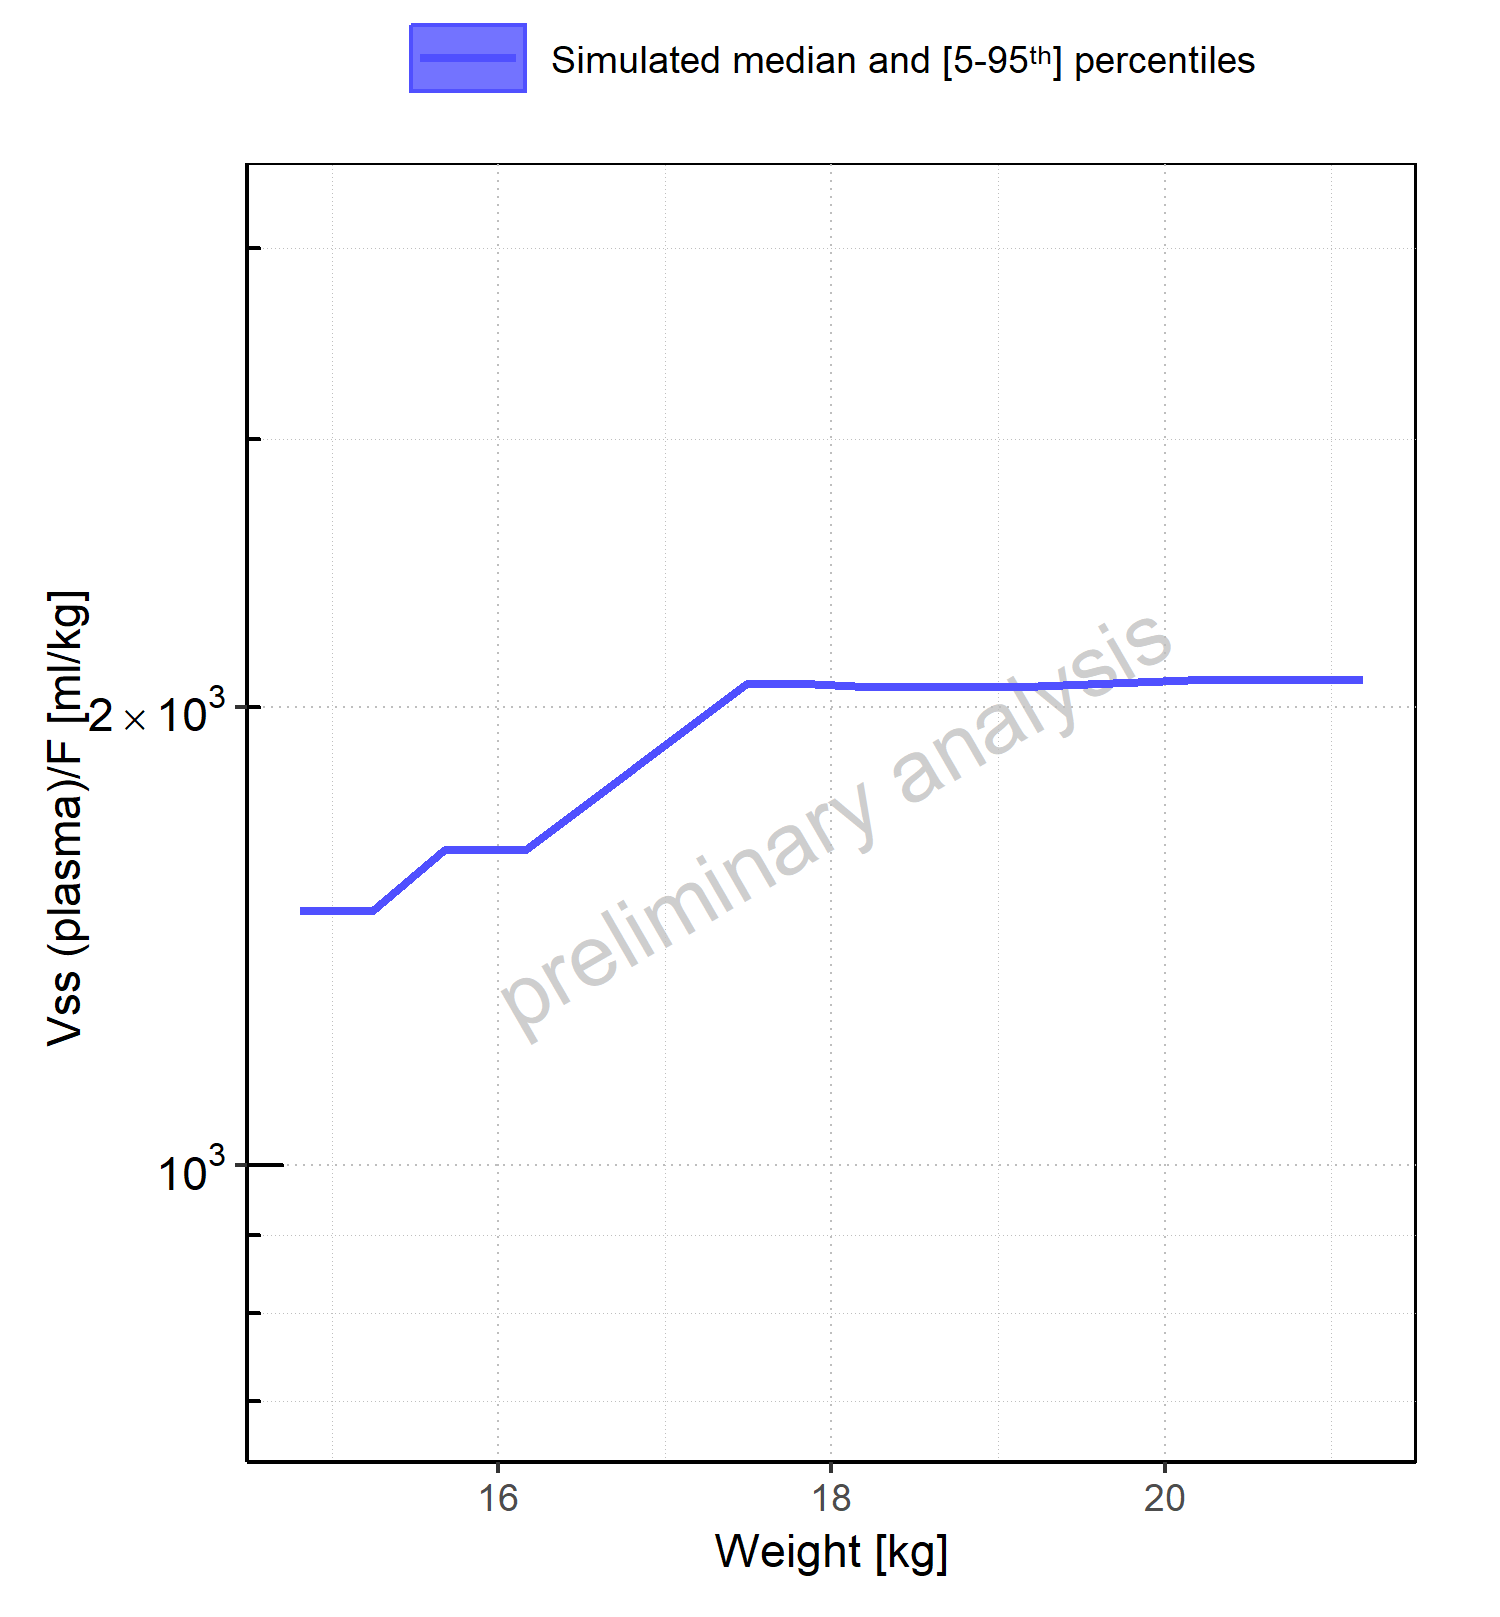 Simulated median and [5-95ᵗʰ] percentiles
Vss (plasma)/F [ml/kg]
2 × 10³
10³
preliminary analysis
16 18 20
Weight [kg]